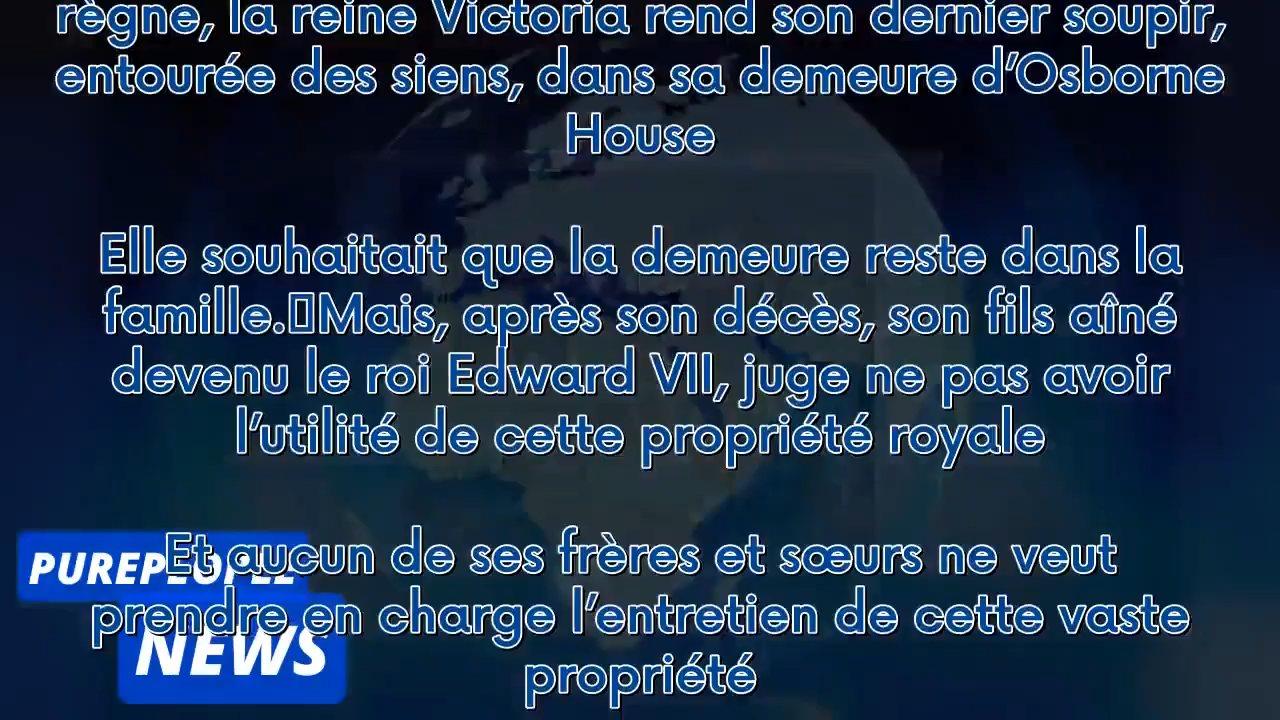 règne, la reine Victoria rend son dernier soupir,
entourée des siens, dans sa demeure d’Osborne
House
Elle souhaitait que la demeure reste dans la
famille.▯Mais, après son décès, son fils aîné
devenu le roi Edward VII, juge ne pas avoir
l’utilité de cette propriété royale
Et aucun de ses frères et sœurs ne veut
prendre en charge l’entretien de cette vaste
propriété
PUREPEOPLE
NEWS